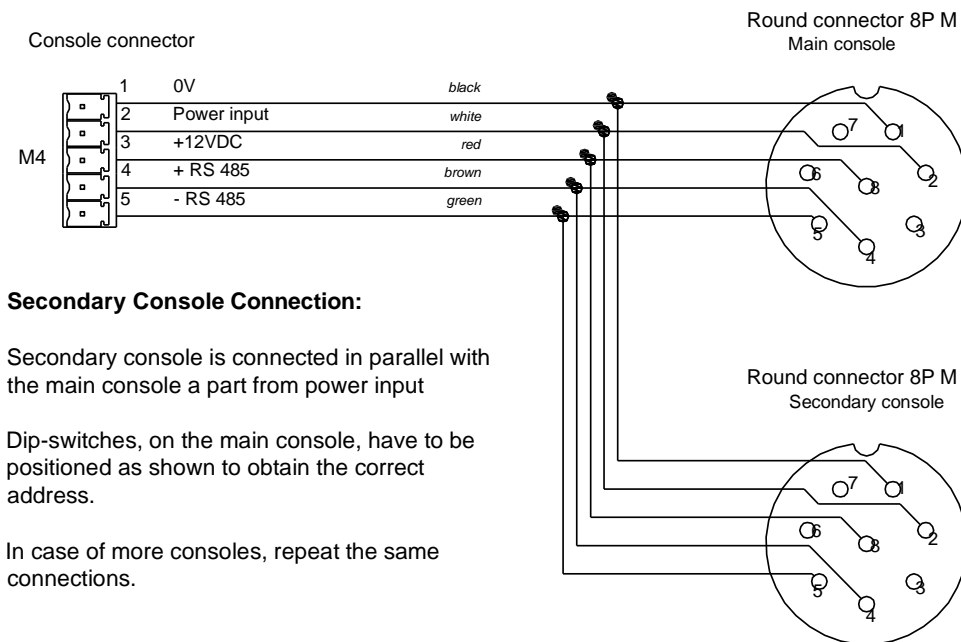 Round connector 8P M
Main console
Console connector
M4
1 0V black
2 Power input white
3 +12VDC red
4 + RS 485 brown
5 - RS 485 green
7 1
6 8 2
5 3
4
Secondary Console Connection:
Secondary console is connected in parallel with
the main console a part from power input
Dip-switches, on the main console, have to be
positioned as shown to obtain the correct
address.
In case of more consoles, repeat the same
connections.
Round connector 8P M
Secondary console
7 1
6 8 2
5 3
4